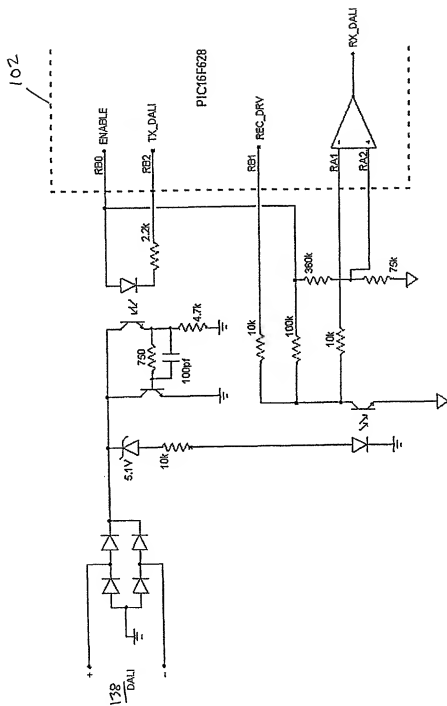 102
RB0 ENABLE
RB2 TX_DALI
PIC16F628
RB1 REC_DRV
RA1 -
RA2 +
RX_DALI
2.2k
750
100pf
4.7k
10k
100k
360k
10k
75k
5.1V
10k
+
138
DALI
-